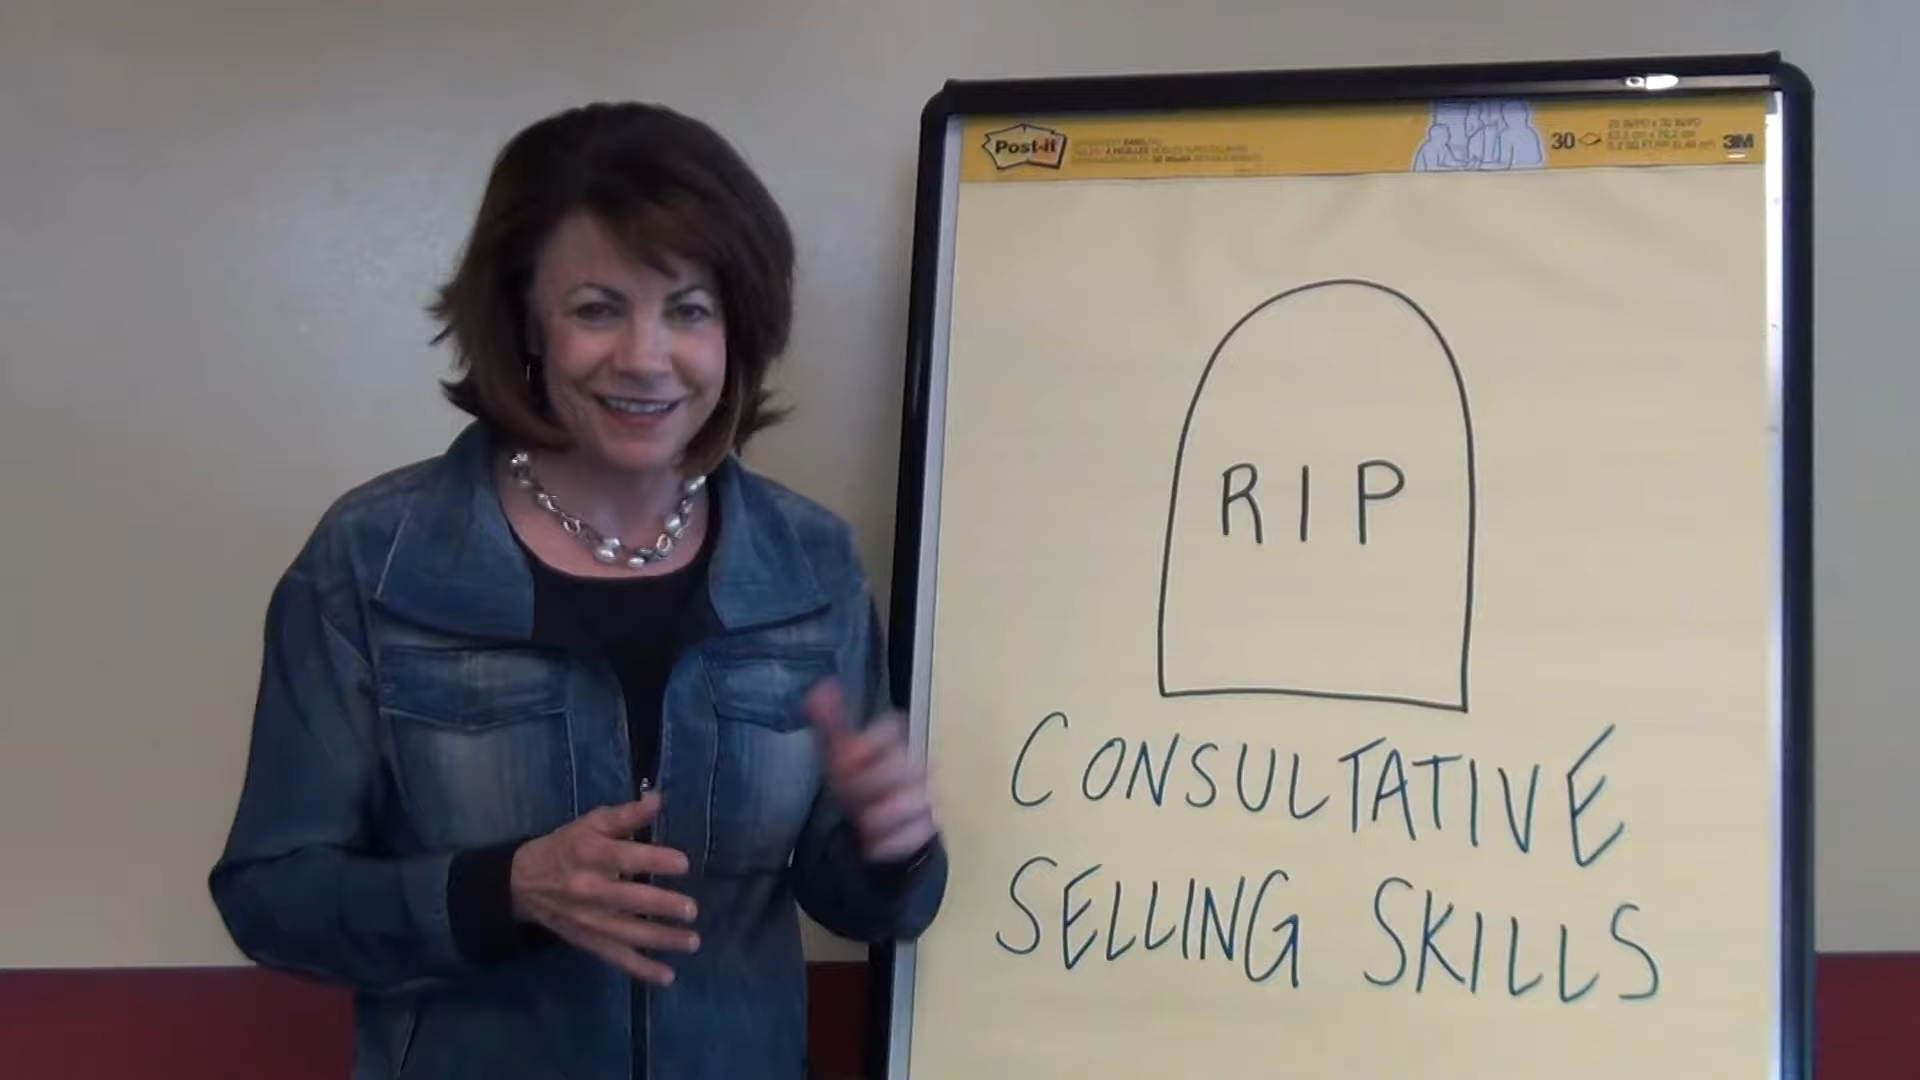 Post-it
30
3M
RIP
CONSULTATIVE
SELLING SKILLS